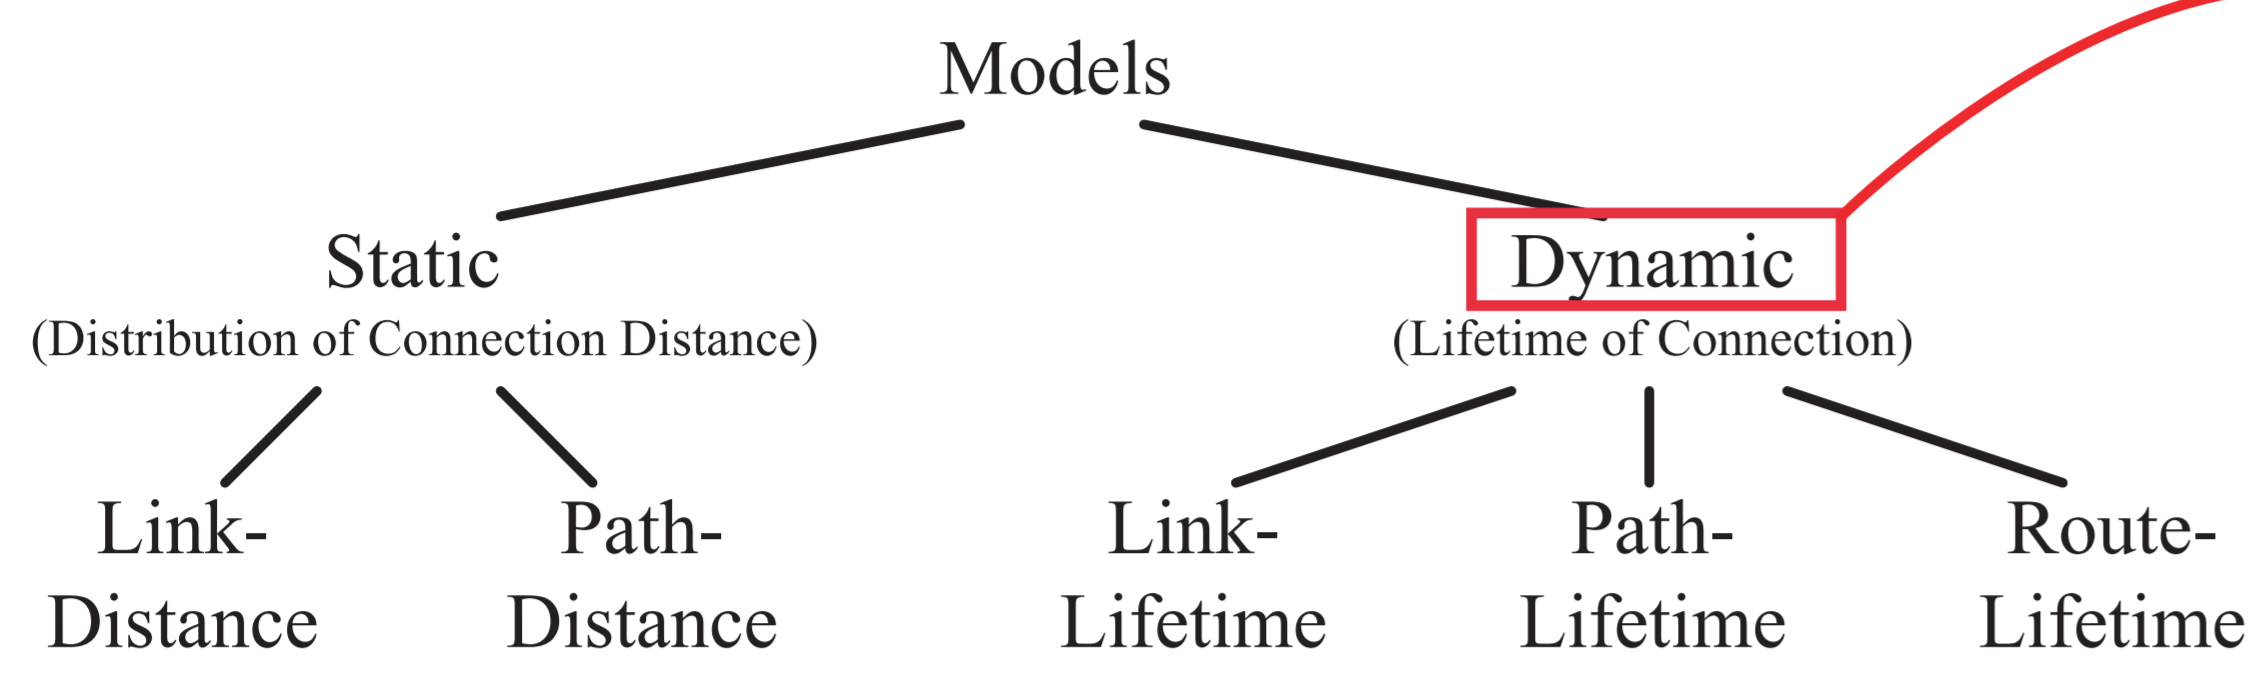 Models
Static
Dynamic
(Distribution of Connection Distance)
(Lifetime of Connection)
Link-
Distance
Path-
Distance
Link-
Lifetime
Path-
Lifetime
Route-
Lifetime